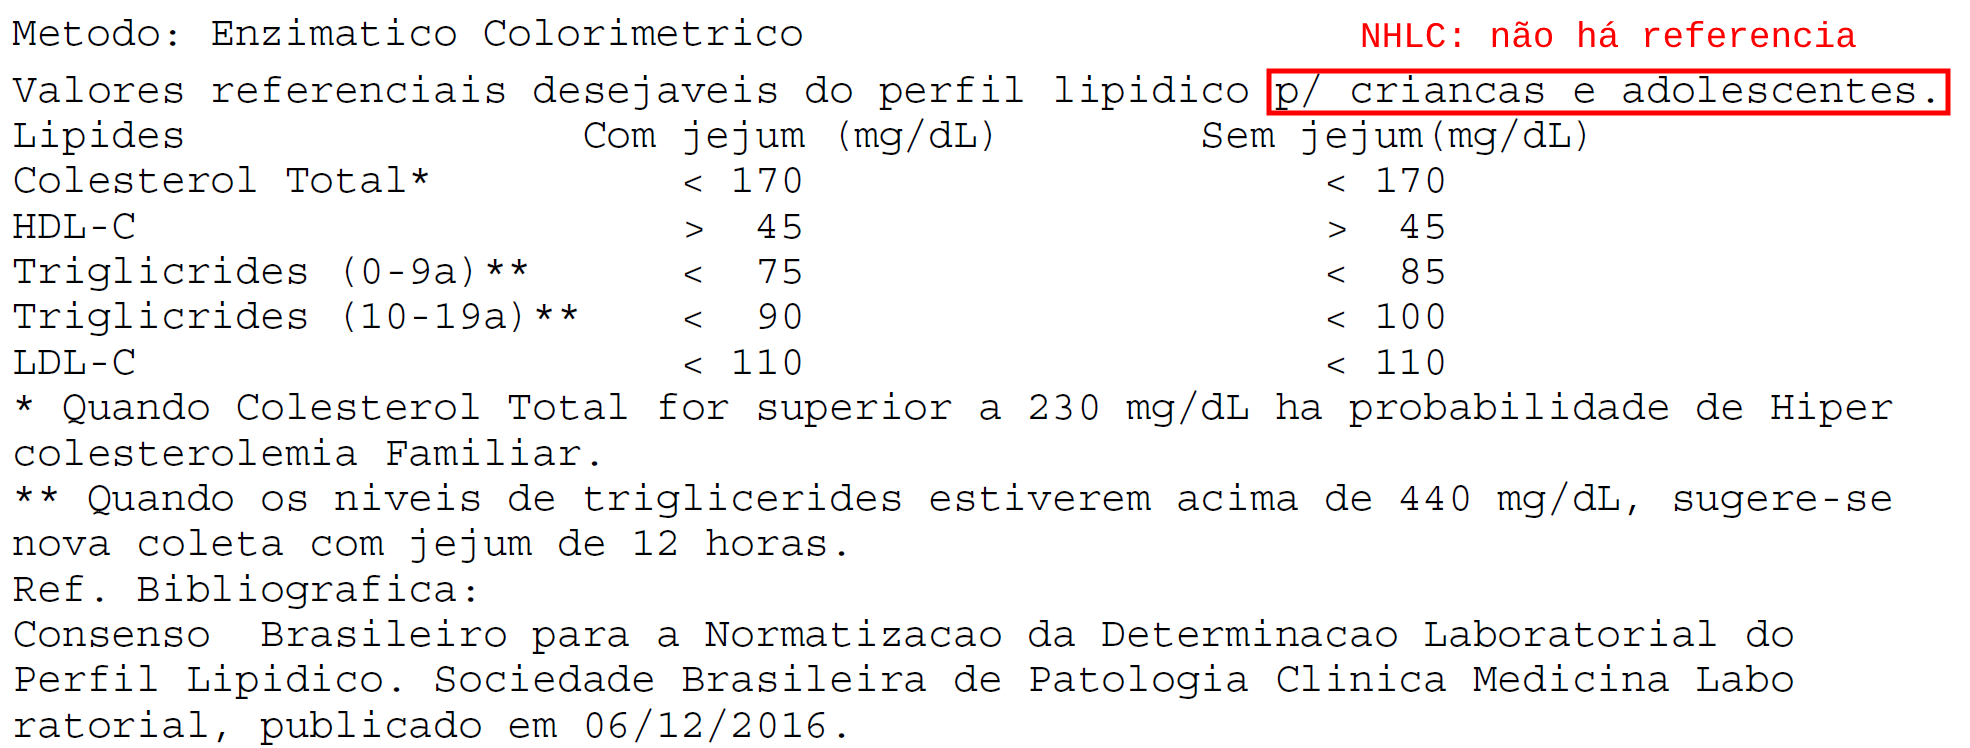 Metodo: Enzimatico Colorimetrico NHLC: não há referencia
Valores referenciais desejaveis do perfil lipidico p/ criancas e adolescentes.
Lipides Com jejum (mg/dL) Sem jejum(mg/dL)
Colesterol Total* < 170 < 170
HDL-C > 45 > 45
Triglicrides (0-9a)** < 75 < 85
Triglicrides (10-19a)** < 90 < 100
LDL-C < 110 < 110
* Quando Colesterol Total for superior a 230 mg/dL ha probabilidade de Hiper
colesterolemia Familiar.
** Quando os niveis de triglicerides estiverem acima de 440 mg/dL, sugere-se
nova coleta com jejum de 12 horas.
Ref. Bibliografica:
Consenso Brasileiro para a Normatizacao da Determinacao Laboratorial do
Perfil Lipidico. Sociedade Brasileira de Patologia Clinica Medicina Labo
ratorial, publicado em 06/12/2016.